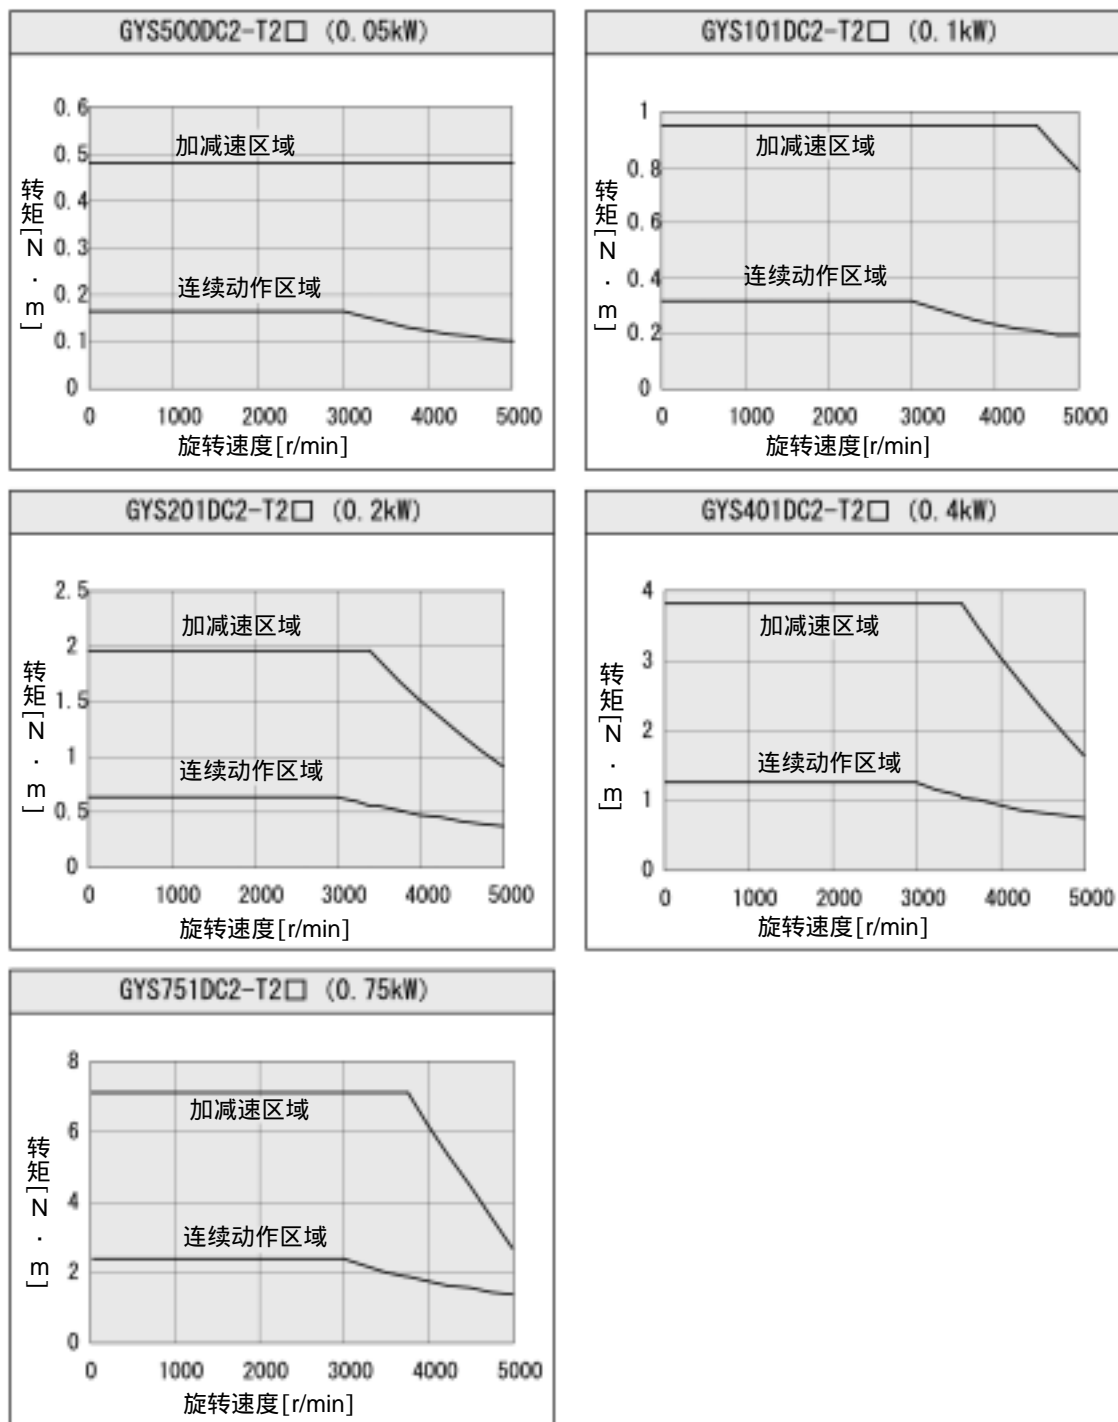 GYS500DC2-T2□ (0.05kW)
0.6
0.5
0.4
0.3
0.2
0.1
0
加减速区域
连续动作区域
转矩[N・m]
0 1000 2000 3000 4000 5000
旋转速度[r/min]
GYS101DC2-T2□ (0.1kW)
1
0.8
0.6
0.4
0.2
0
加减速区域
连续动作区域
转矩[N・m]
0 1000 2000 3000 4000 5000
旋转速度[r/min]
GYS201DC2-T2□ (0.2kW)
2.5
2
1.5
1
0.5
0
加减速区域
连续动作区域
转矩[N・m]
0 1000 2000 3000 4000 5000
旋转速度[r/min]
GYS401DC2-T2□ (0.4kW)
4
3
2
1
0
加减速区域
连续动作区域
转矩[N・m]
0 1000 2000 3000 4000 5000
旋转速度[r/min]
GYS751DC2-T2□ (0.75kW)
8
6
4
2
0
加减速区域
连续动作区域
转矩[N・m]
0 1000 2000 3000 4000 5000
旋转速度[r/min]